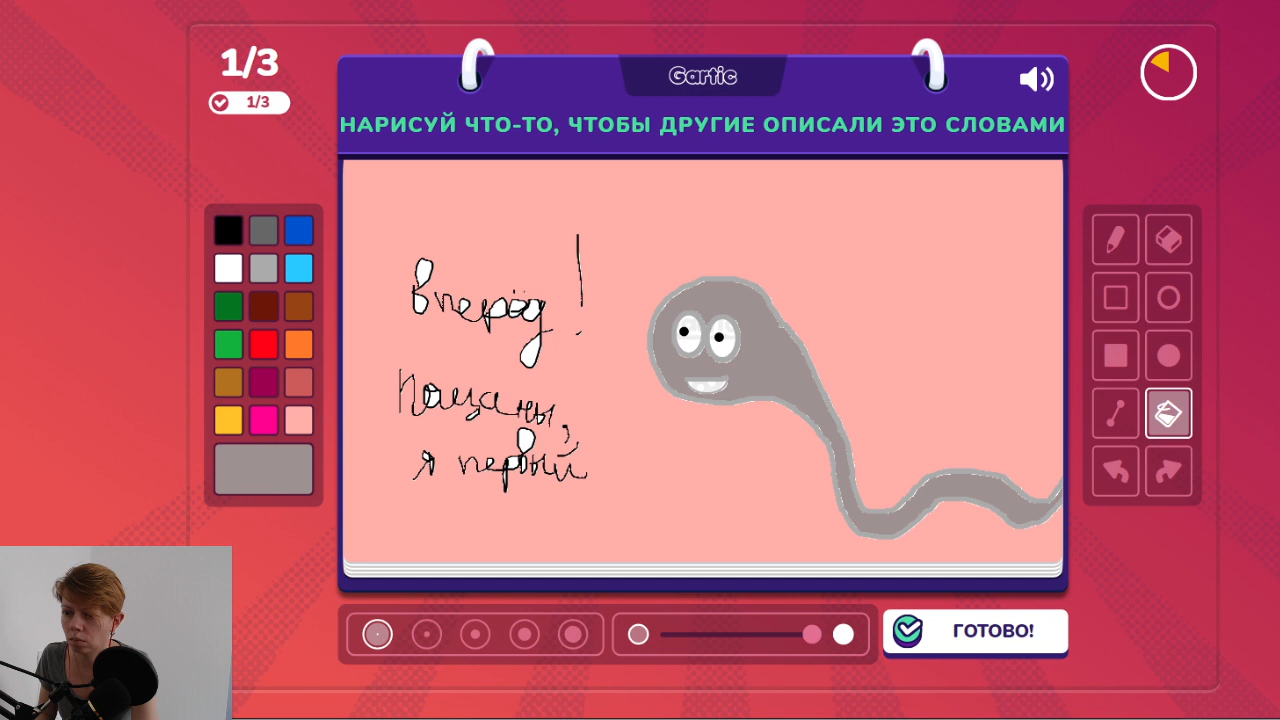 1/3
1/3
Gartic
НАРИСУЙ ЧТО-ТО, ЧТОБЫ ДРУГИЕ ОПИСАЛИ ЭТО СЛОВАМИ
Вперёд!
Пацаны,
я первый
ГОТОВО!